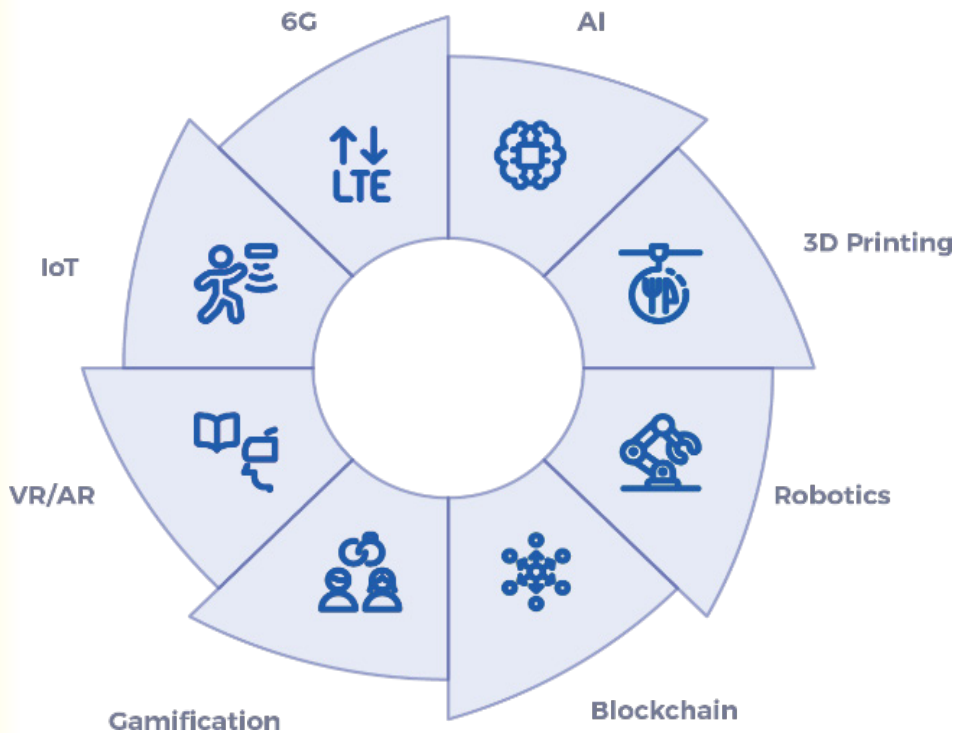 6G
AI
3D Printing
IoT
LTE
VR/AR
Robotics
Gamification
Blockchain